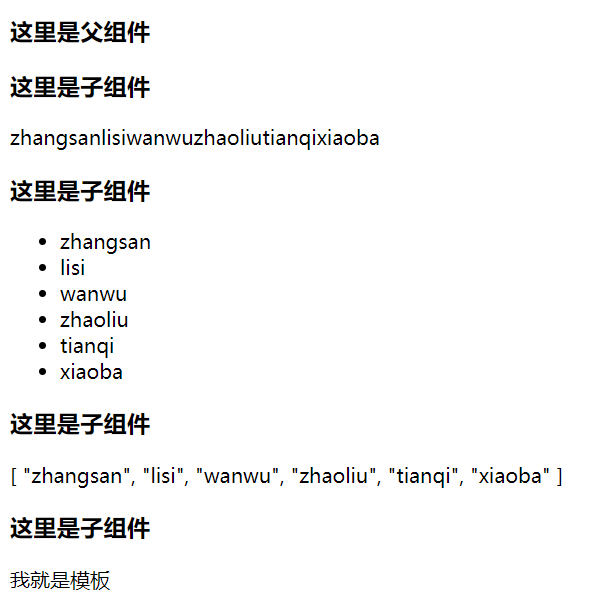 这里是父组件
这里是子组件
zhangsanlisiwanwuzhaoliutianqixiaoba
这里是子组件
zhangsan
lisi
wanwu
zhaoliu
tianqi
xiaoba
这里是子组件
[ "zhangsan", "lisi", "wanwu", "zhaoliu", "tianqi", "xiaoba" ]
这里是子组件
我就是模板